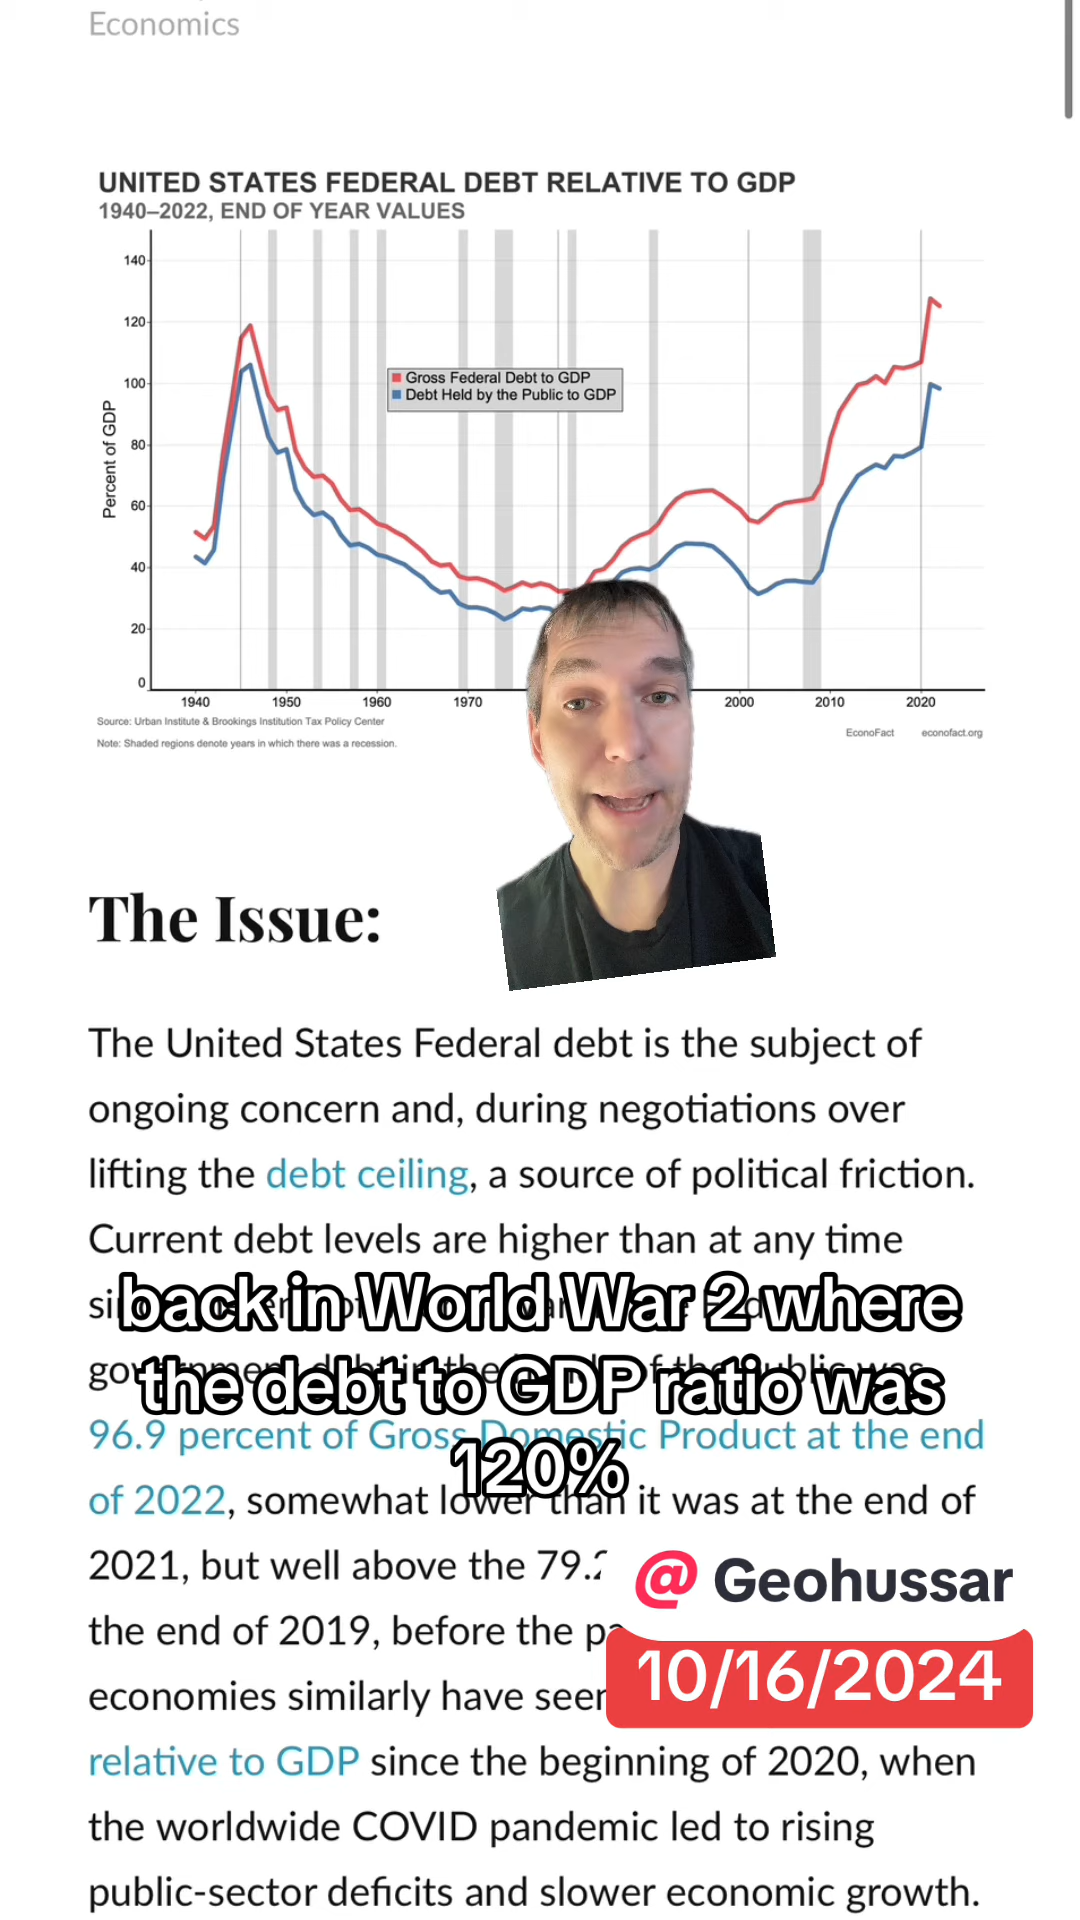 Economics
UNITED STATES FEDERAL DEBT RELATIVE TO GDP
1940–2022, END OF YEAR VALUES
140
120
100
80
60
40
20
0
Percent of GDP
Gross Federal Debt to GDP
Debt Held by the Public to GDP
1940 1950 1960 1970 2000 2010 2020
Source: Urban Institute & Brookings Institution Tax Policy Center
EconoFact econofact.org
Note: Shaded regions denote years in which there was a recession.
The Issue:
The United States Federal debt is the subject of
ongoing concern and, during negotiations over
lifting the debt ceiling, a source of political friction.
Current debt levels are higher than at any time
back in World War 2 where
the debt to GDP ratio was
120%
96.9 percent of Gross Domestic Product at the end
of 2022, somewhat lower than it was at the end of
2021, but well above the 79.2
@ Geohussar
the end of 2019, before the
10/16/2024
economies similarly have seen
relative to GDP since the beginning of 2020, when
the worldwide COVID pandemic led to rising
public-sector deficits and slower economic growth.